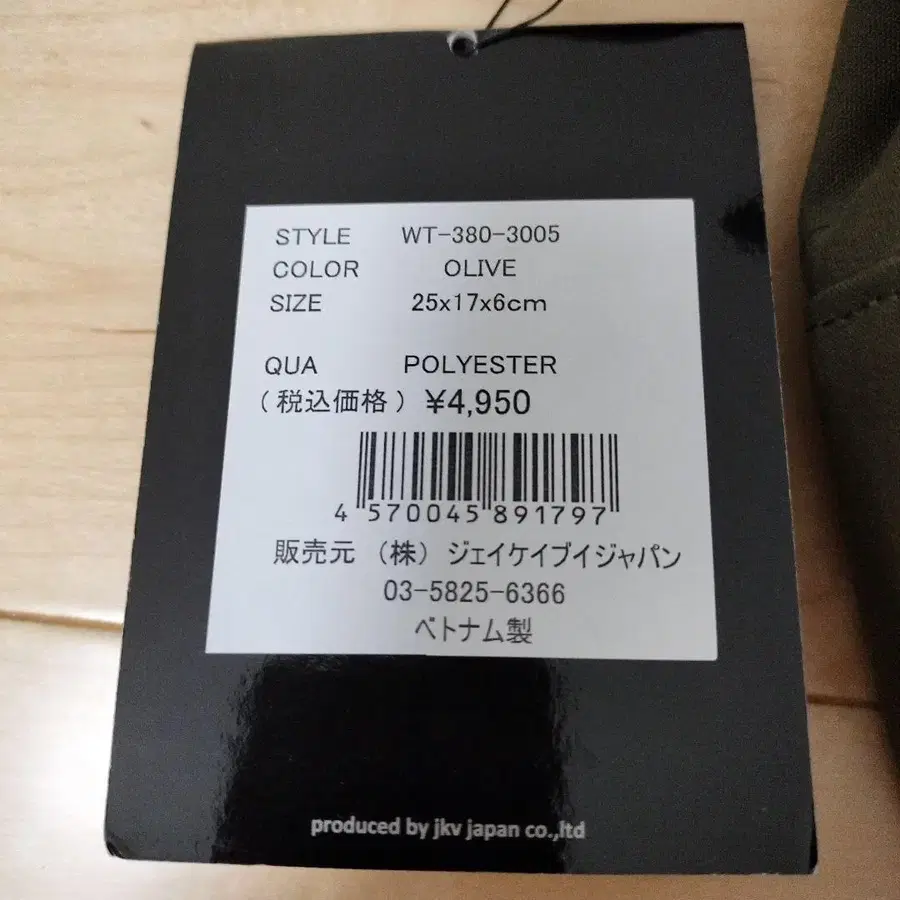 STYLE WT-380-3005
COLOR OLIVE
SIZE 25x17x6cm
QUA POLYESTER
(税込価格) ¥4,950
4 570045 891797
販売元 (株) ジェイケイブイジャパン
03-5825-6366
ベトナム製
produced by jkv japan co.,ltd